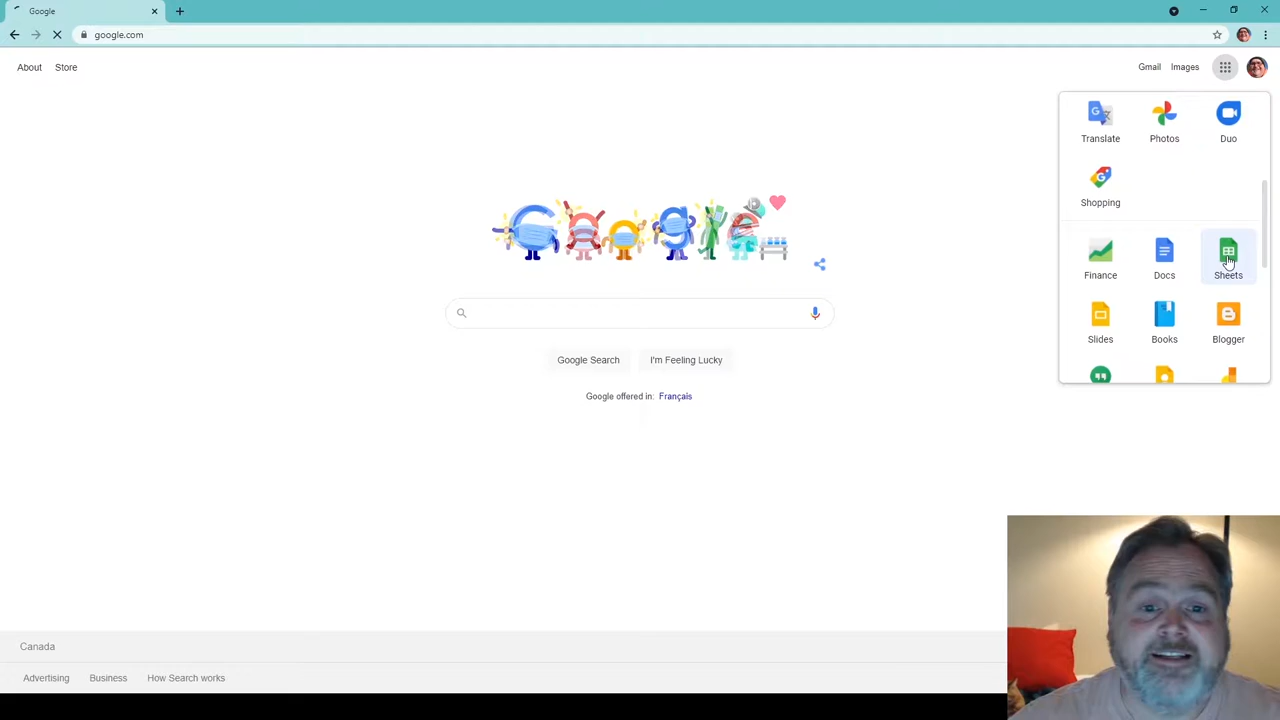 Google
google.com
About Store
Gmail Images
Translate Photos Duo
Shopping
Google
Finance Docs Sheets
Slides Books Blogger
Google Search I'm Feeling Lucky
Google offered in: Français
Canada
Advertising Business How Search works